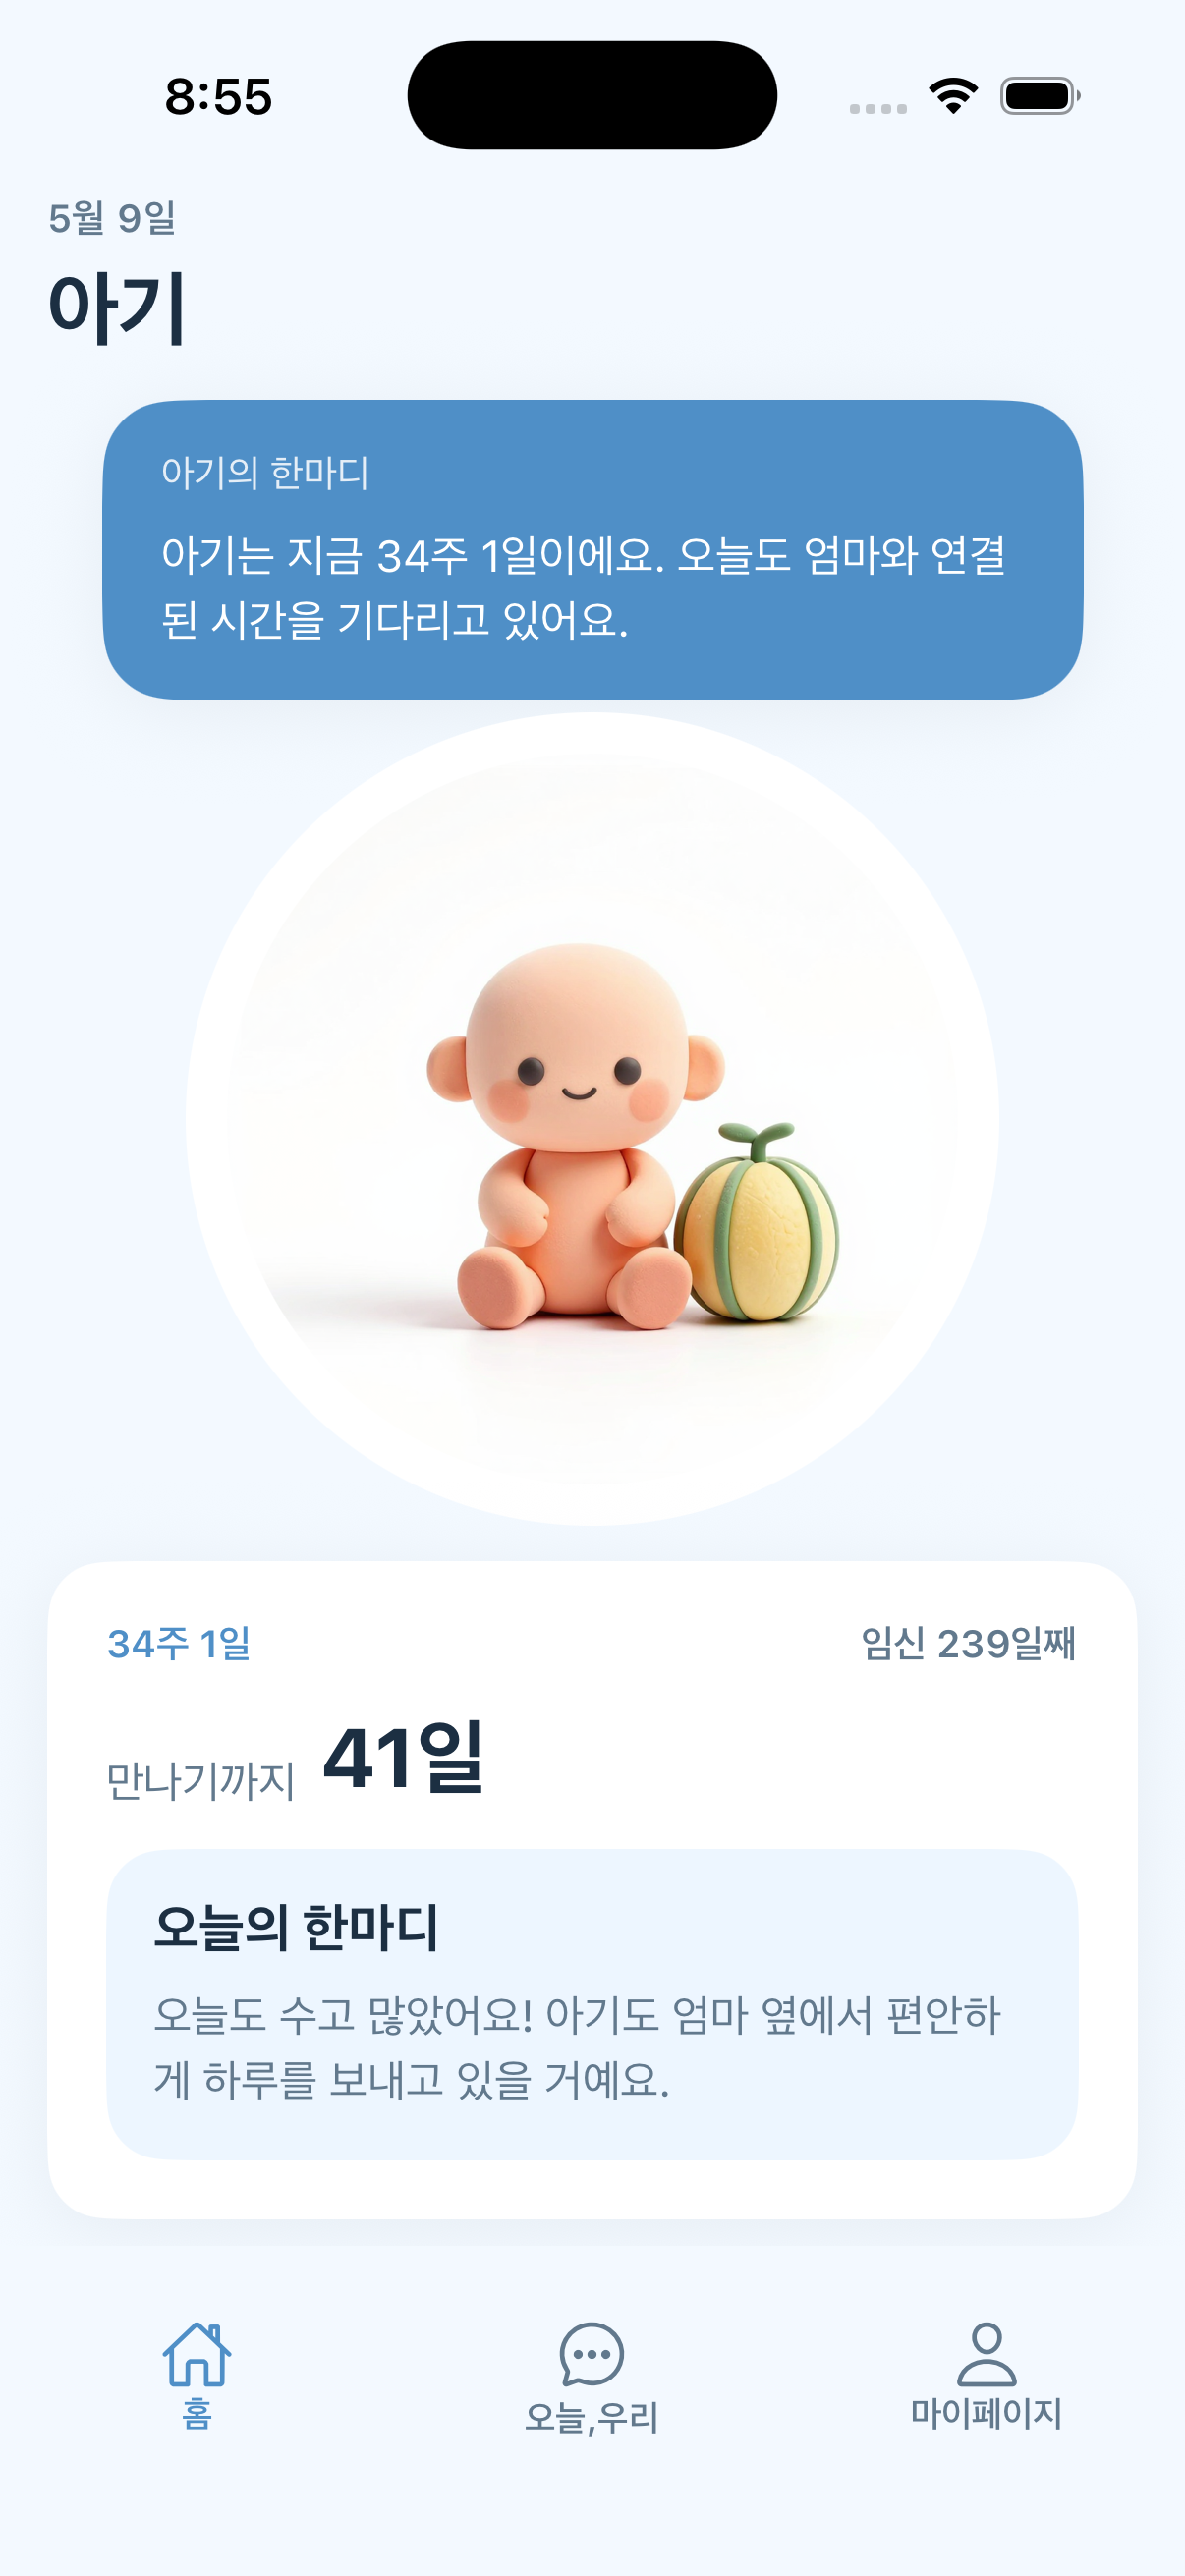 8:55
5월 9일
아기
아기의 한마디
아기는 지금 34주 1일이에요. 오늘도 엄마와 연결
된 시간을 기다리고 있어요.
34주 1일
임신 239일째
만나기까지 41일
오늘의 한마디
오늘도 수고 많았어요! 아기도 엄마 옆에서 편안하
게 하루를 보내고 있을 거예요.
홈
오늘,우리
마이페이지